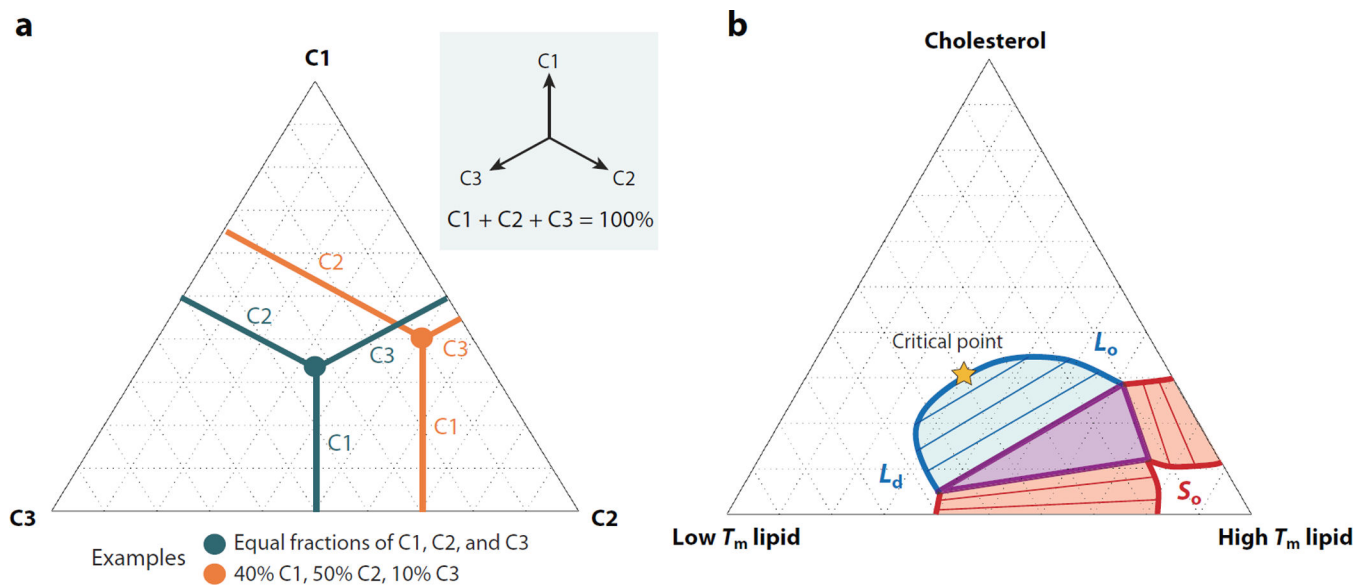 a
C1
C2
C2
C3
C3
C1
C1
C3
C2
C1
C3
C2
C1 + C2 + C3 = 100%
Examples
Equal fractions of C1, C2, and C3
40% C1, 50% C2, 10% C3
b
Cholesterol
Critical point
Lo
Ld
So
Low Tm lipid
High Tm lipid